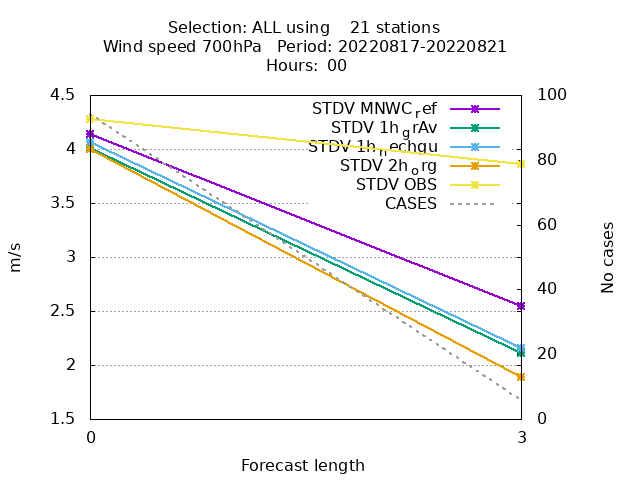 Selection: ALL using    21 stations
Wind speed 700hPa   Period: 20220817-20220821
Hours:  00
4.5
4
3.5
3
2.5
2
1.5
m/s
STDV MNWC_ref
STDV 1h_grAv
STDV 1h_nechgu
STDV 2h_org
STDV OBS
CASES
100
80
60
40
20
0
No cases
0
3
Forecast length